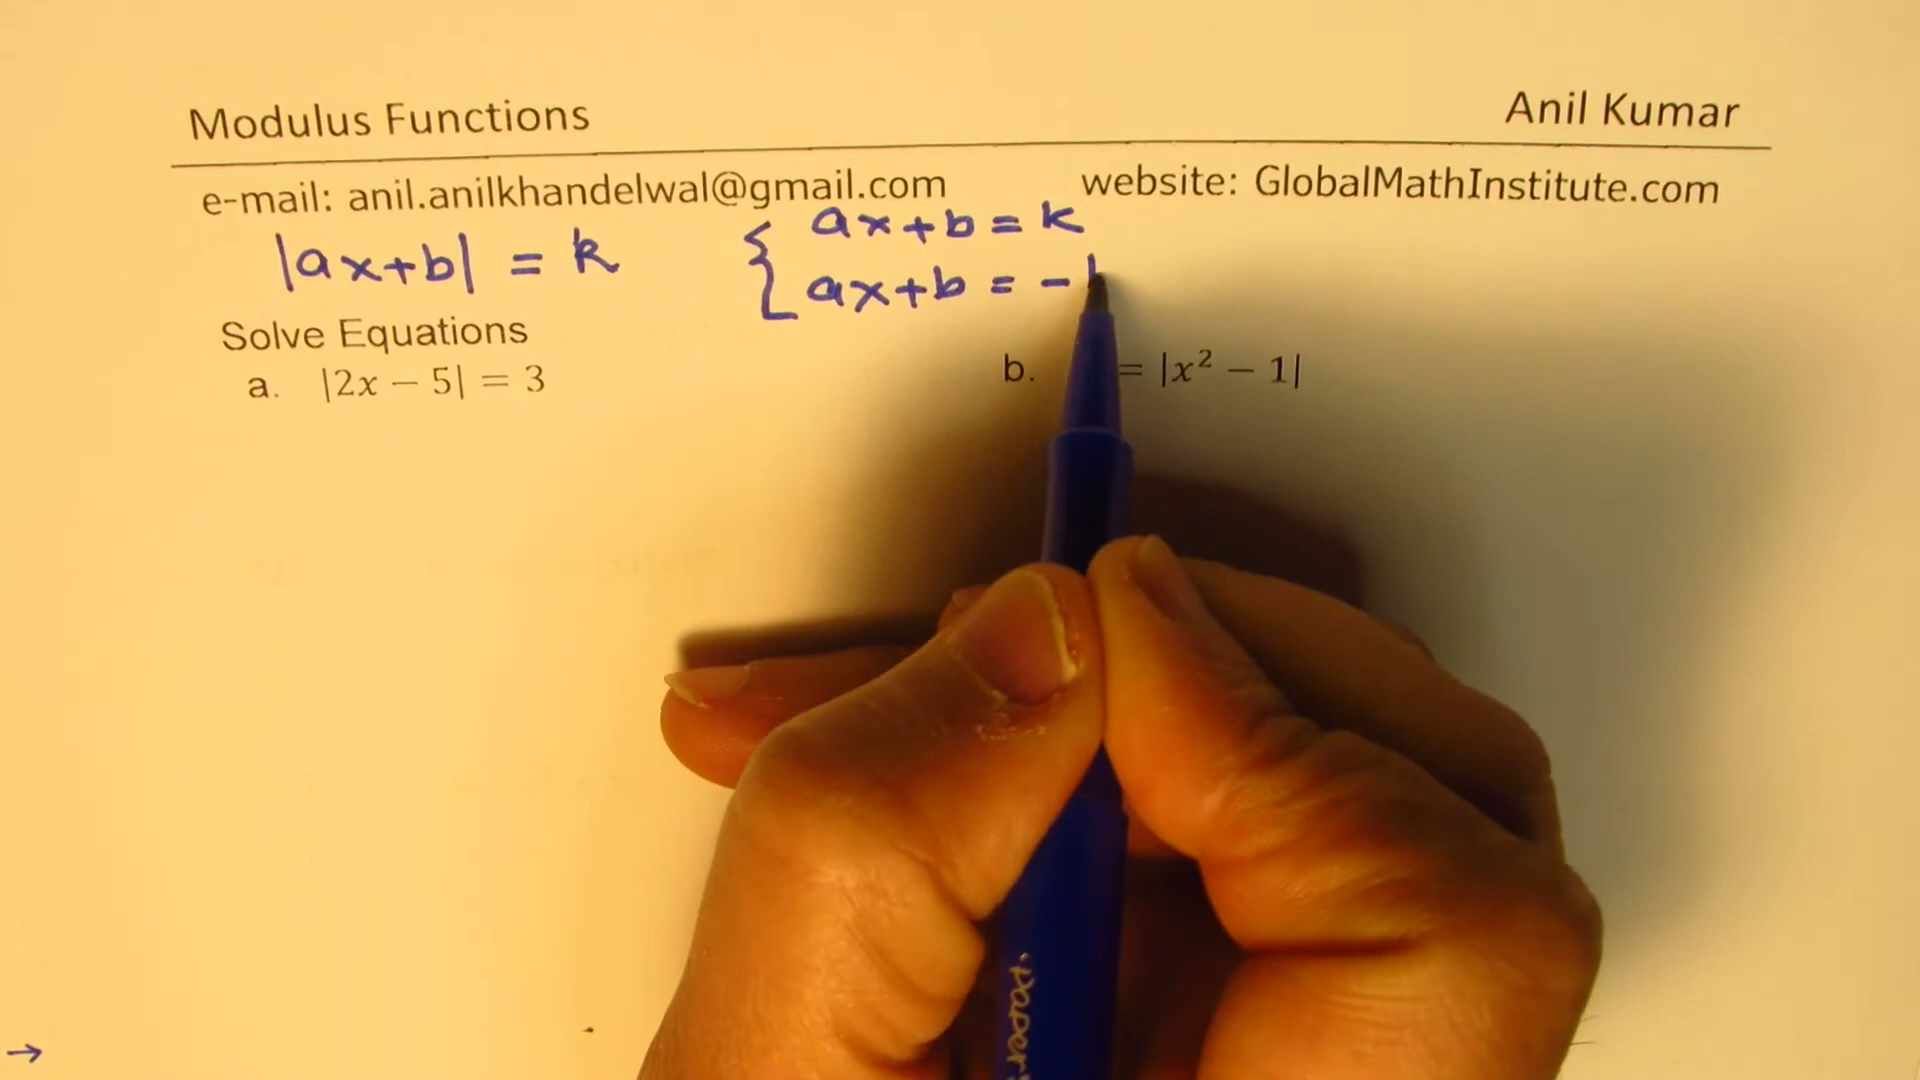 Modulus Functions Anil Kumar
e-mail: anil.anilkhandelwal@gmail.com website: GlobalMathInstitute.com
|ax+b| = k { ax+b = k
ax+b = -
Solve Equations
a. |2x − 5| = 3 b. = |x² − 1|
→